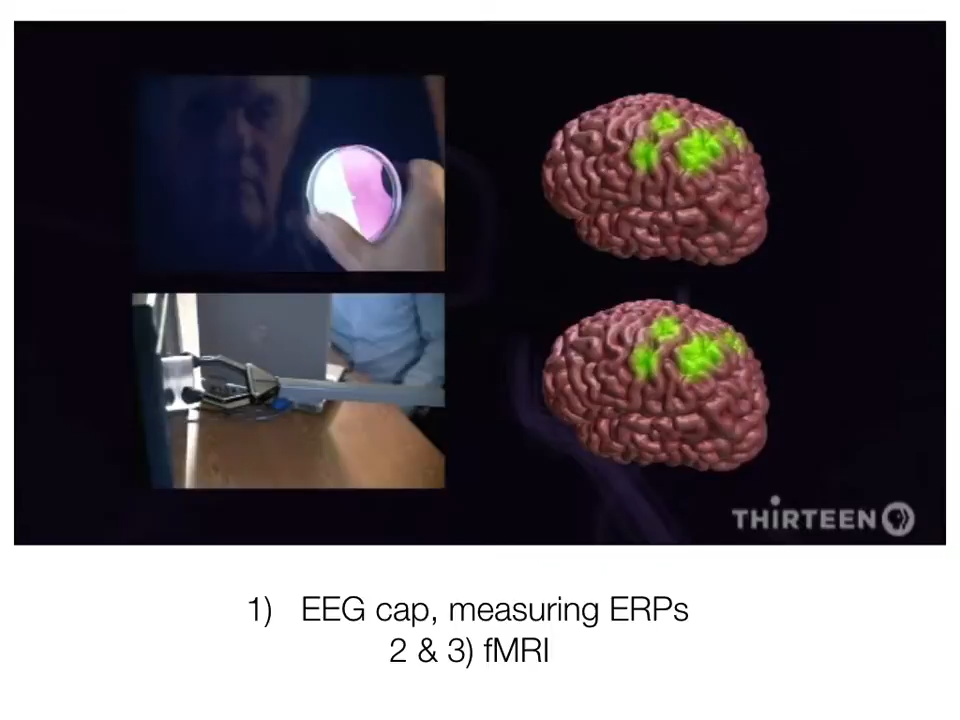 THIRTEEN
1) EEG cap, measuring ERPs
2 & 3) fMRI